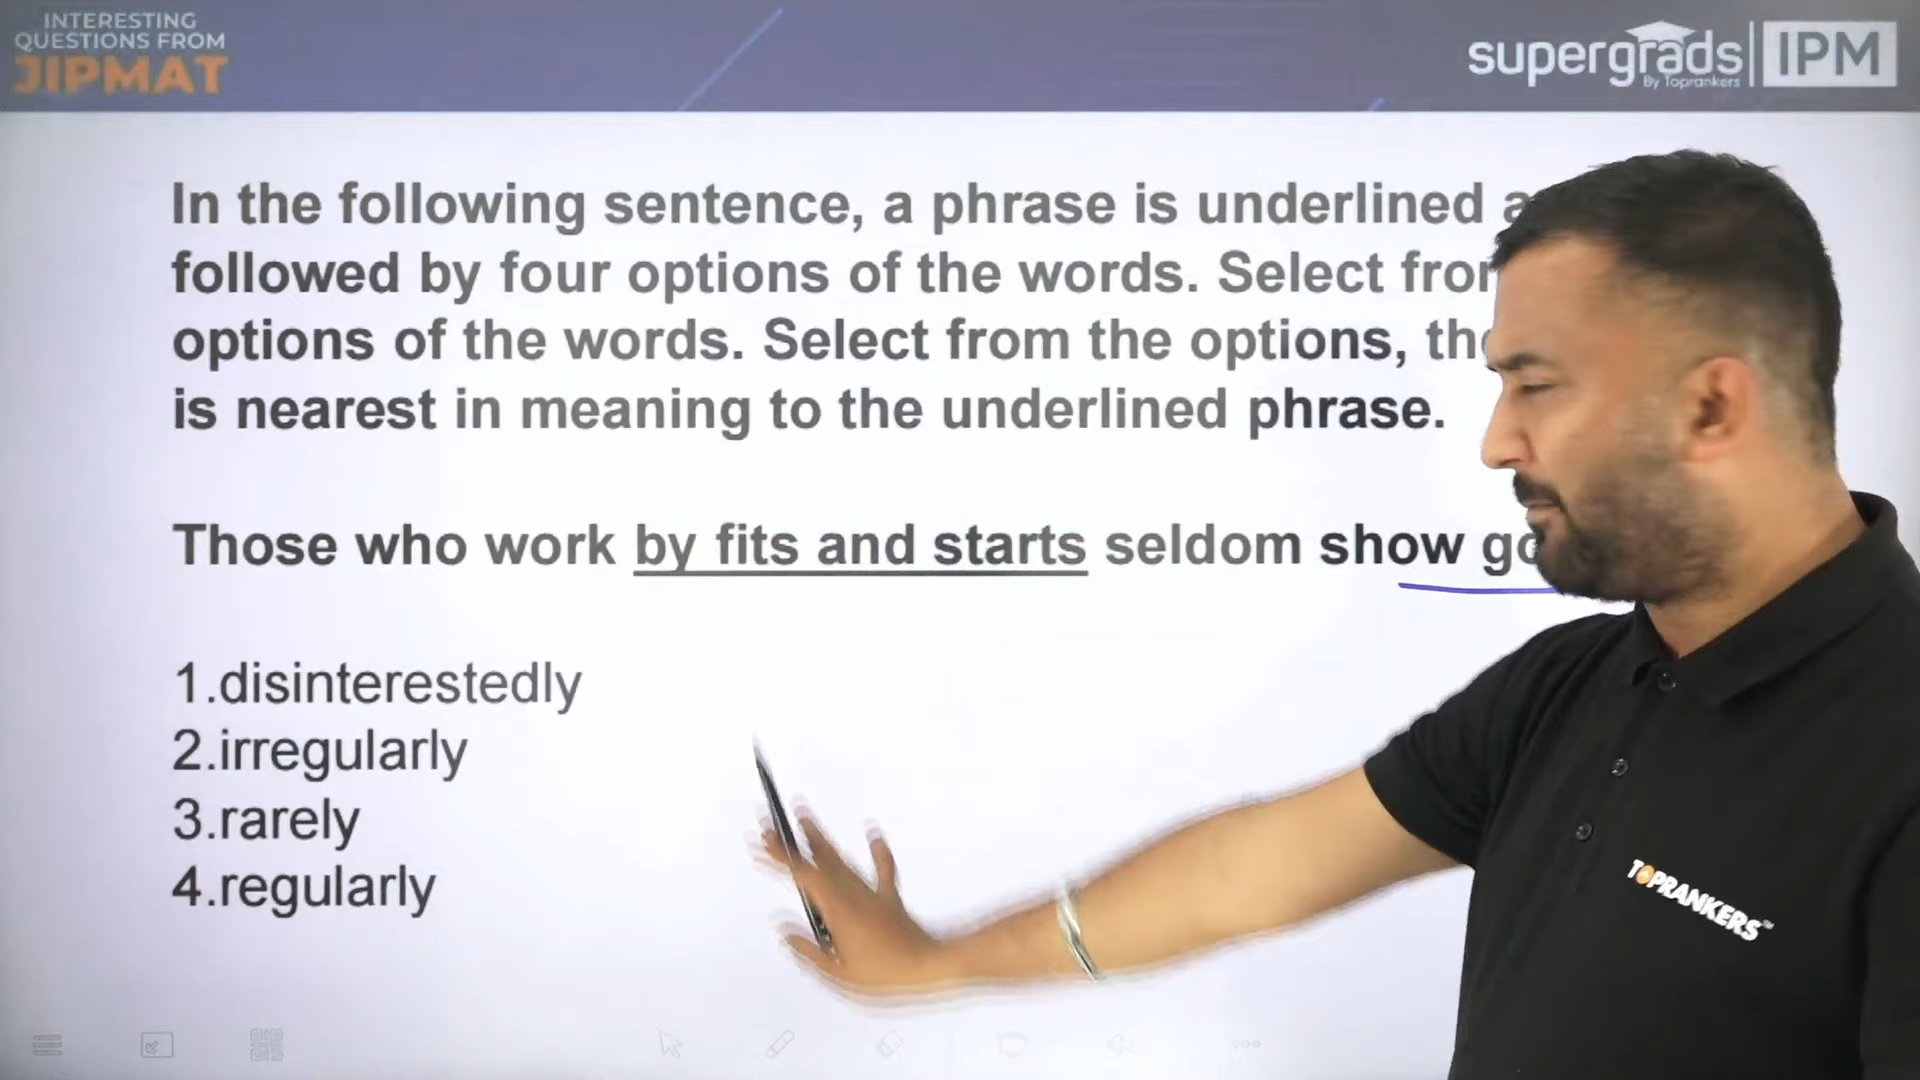 INTERESTING
QUESTIONS FROM
JIPMAT
supergrads
By Toprankers
IPM
In the following sentence, a phrase is underlined
followed by four options of the words. Select
options of the words. Select from the options,
is nearest in meaning to the underlined phrase.
Those who work by fits and starts seldom show
1.disinterestedly
2.irregularly
3.rarely
4.regularly
TOPRANKERS